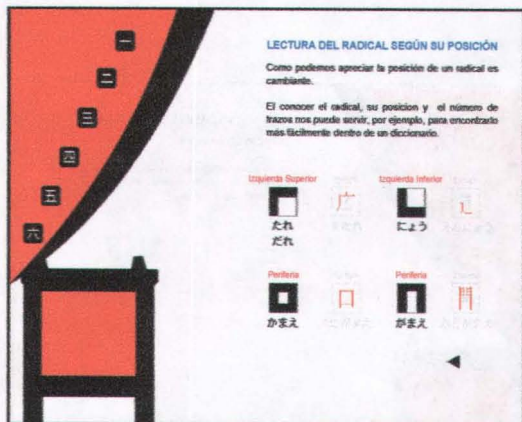 一
二
三
四
五
六
LECTURA DEL RADICAL SEGÚN SU POSICIÓN
Como podemos apreciar la posición de un radical es
cambiante.
El conocer el radical, su posicion y el número de
trazos nos puede servir, por ejemplo, para encontrarlo
más fácilmente dentro de un diccionario.
Izquierda Superior
广
たれ
だれ
Izquierda Inferior
辶
にょう
Periferia
口
かまえ
Periferia
門
がまえ